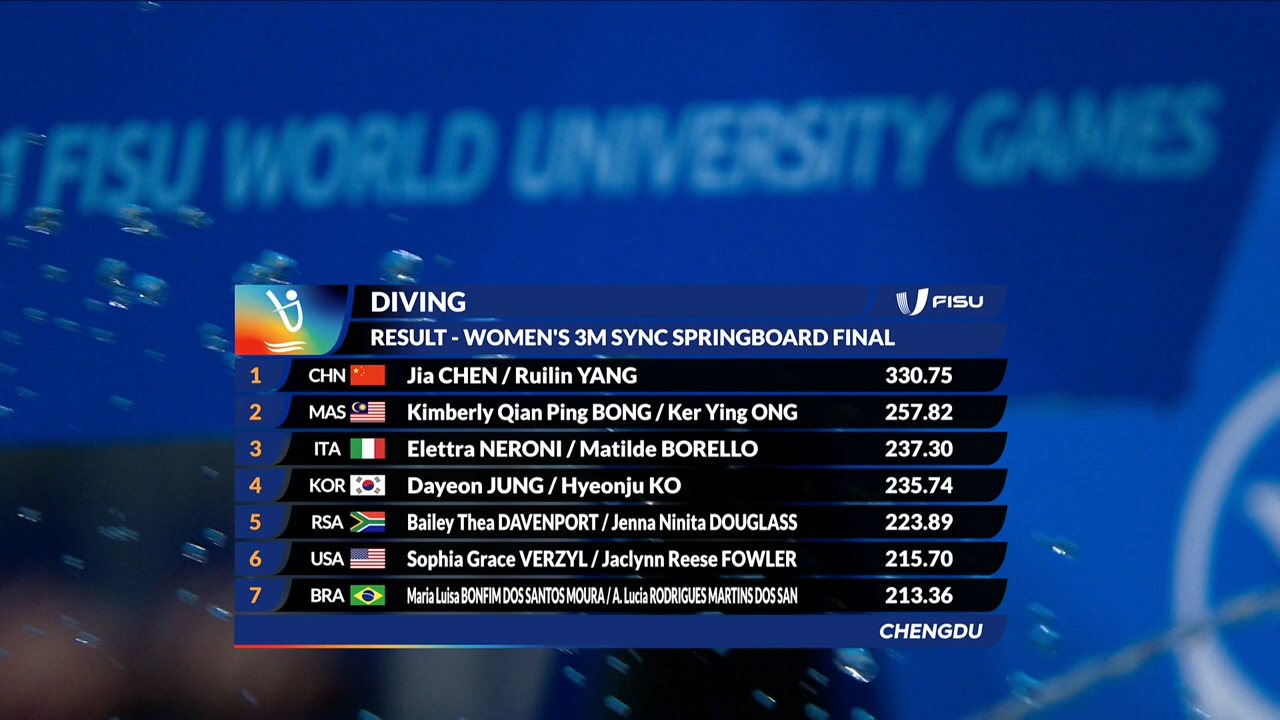 1 FISU WORLD UNIVERSITY GAMES
DIVING
FISU
RESULT - WOMEN'S 3M SYNC SPRINGBOARD FINAL
1 CHN Jia CHEN / Ruilin YANG 330.75
2 MAS Kimberly Qian Ping BONG / Ker Ying ONG 257.82
3 ITA Elettra NERONI / Matilde BORELLO 237.30
4 KOR Dayeon JUNG / Hyeonju KO 235.74
5 RSA Bailey Thea DAVENPORT / Jenna Ninita DOUGLASS 223.89
6 USA Sophia Grace VERZYL / Jaclynn Reese FOWLER 215.70
7 BRA Maria Luisa BONFIM DOS SANTOS MOURA / A. Lucia RODRIGUES MARTINS DOS SAN 213.36
CHENGDU